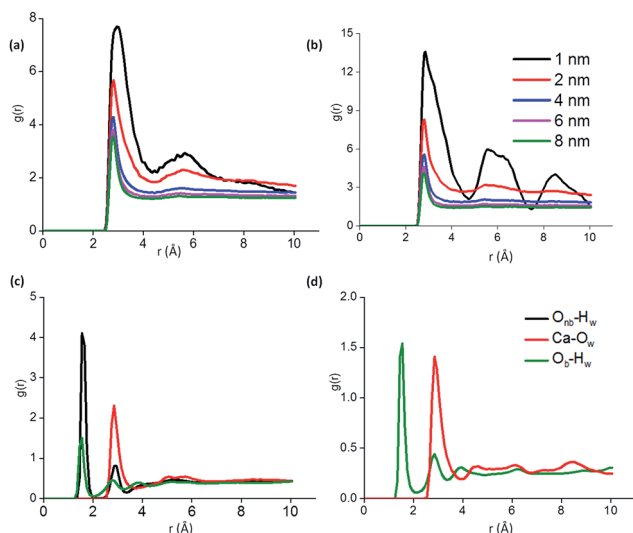 (a)
g(r)
8
6
4
2
0
0 2 4 6 8 10
r (Å)
(b)
g(r)
15
12
9
6
3
0
0 2 4 6 8 10
r (Å)
1 nm
2 nm
4 nm
6 nm
8 nm
(c)
g(r)
5
4
3
2
1
0
0 2 4 6 8 10
r (Å)
(d)
g(r)
2.0
1.5
1.0
0.5
0.0
0 2 4 6 8 10
r (Å)
Onb-Hw
Ca-Ow
Ob-Hw